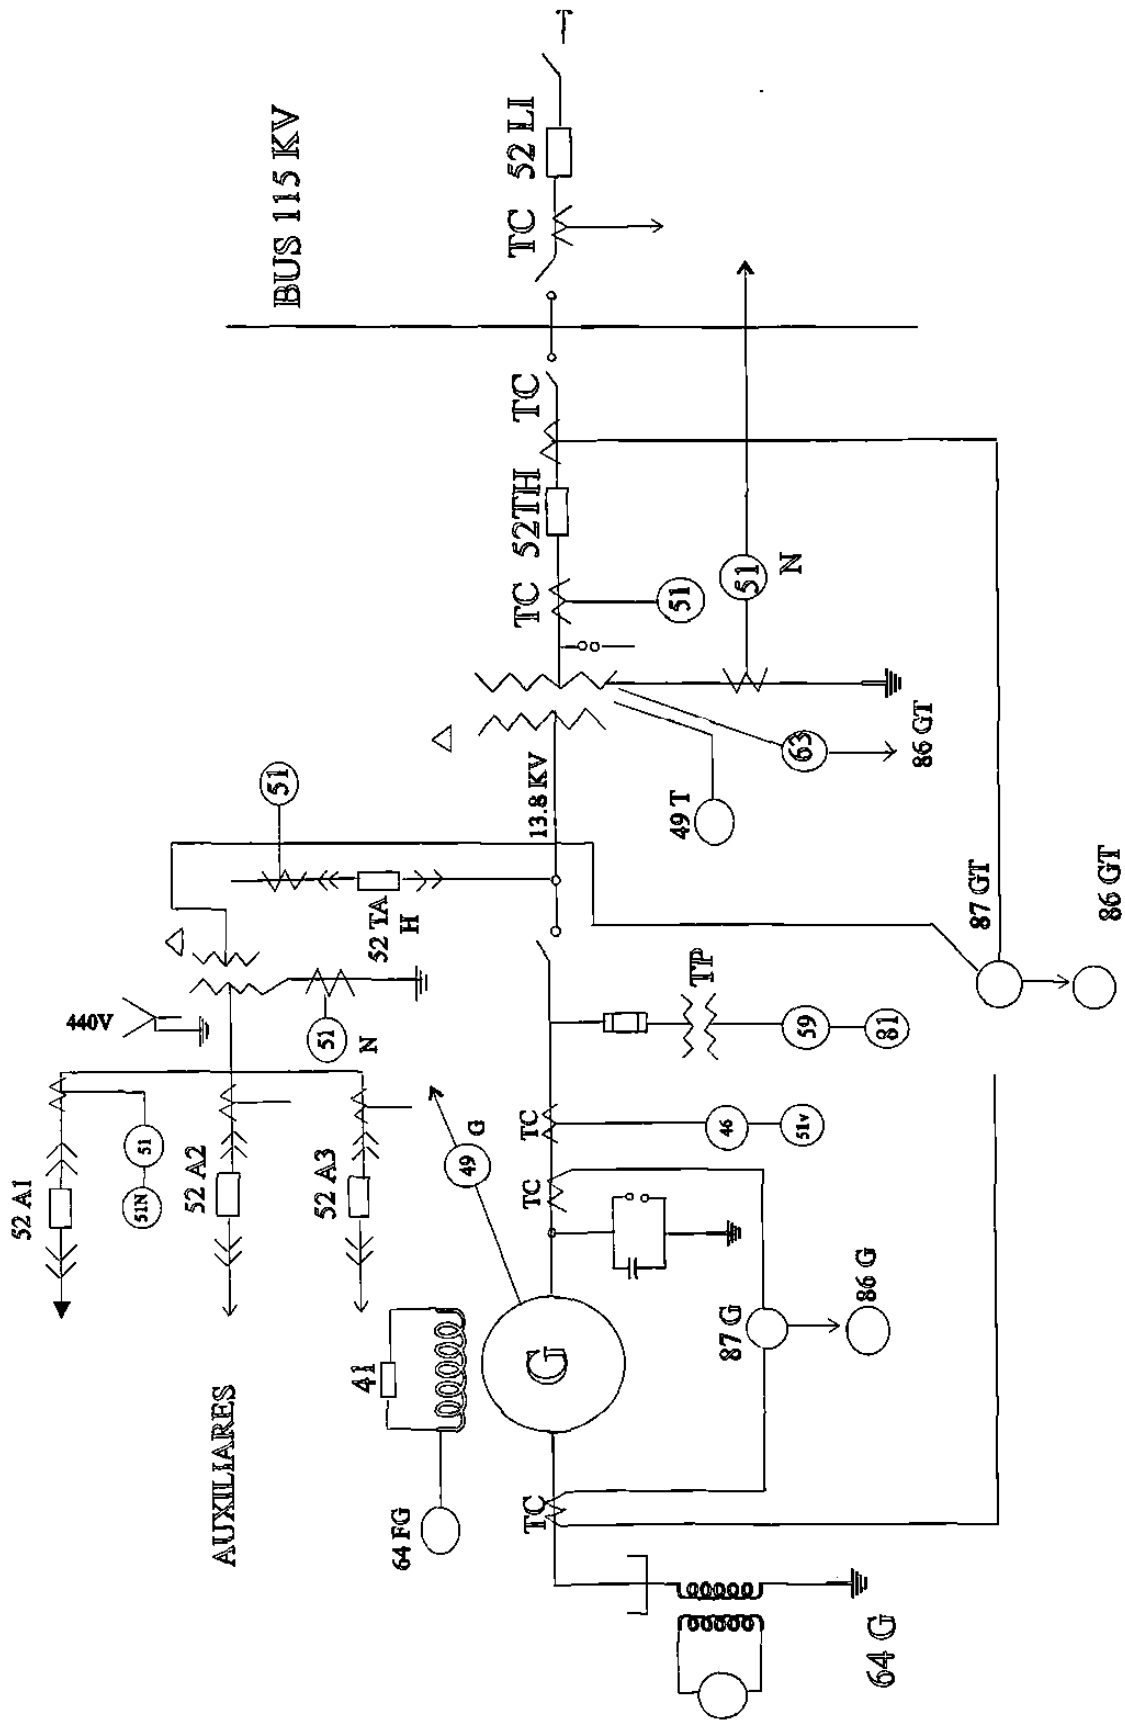 T
BUS 115 KV
52 LI
TC
TC
52TH
TC
51
51
N
63
86 GT
49 T
13.8 KV
51
52 TA
H
440V
51
N
TP
59
81
87 GT
86 GT
52 A1
51
51N
52 A2
52 A3
AUXILIARES
49
G
TC
46
51v
TC
G
41
64 FG
87 G
86 G
TC
64 G